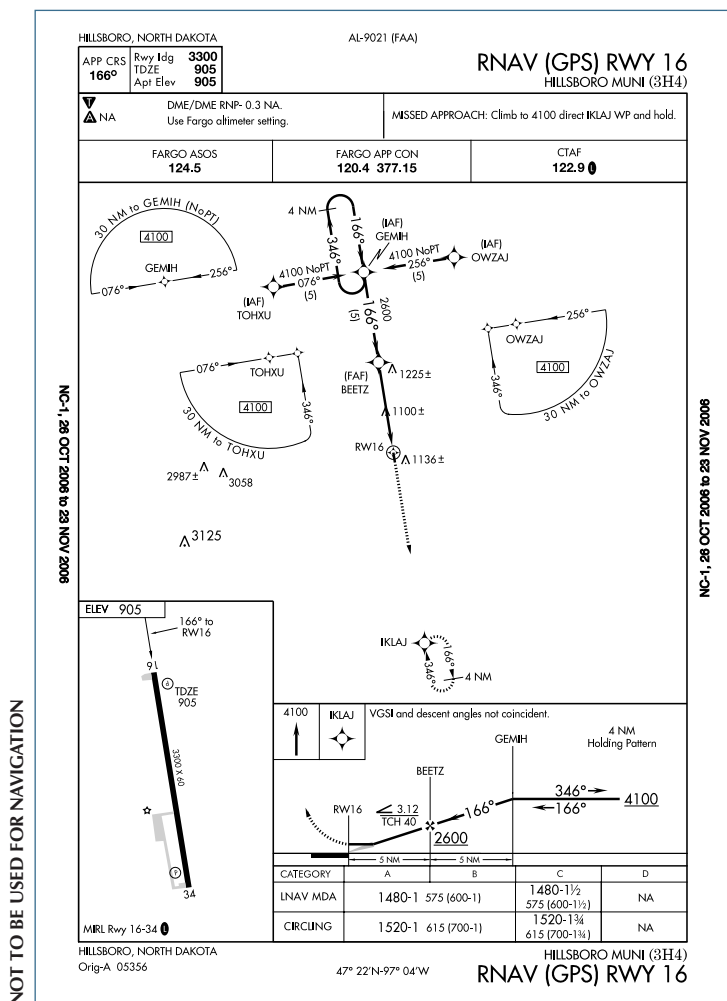 HILLSBORO, NORTH DAKOTA
AL-9021 (FAA)
APP CRS
166°
Rwy Idg 3300
TDZE 905
Apt Elev 905
RNAV (GPS) RWY 16
HILLSBORO MUNI (3H4)
T
A NA
DME/DME RNP- 0.3 NA.
Use Fargo altimeter setting.
MISSED APPROACH: Climb to 4100 direct IKLAJ WP and hold.
FARGO ASOS
124.5
FARGO APP CON
120.4 377.15
CTAF
122.9 L
30 NM to GEMIH (NoPT)
4100
GEMIH
076°
256°
4 NM
166°
346°
(IAF)
GEMIH
4100 NoPT
256°
(5)
(IAF)
OWZAJ
4100 NoPT
076°
(5)
(IAF)
TOHXU
2600
166°
(5)
076°
TOHXU
4100
346°
30 NM to TOHXU
256°
OWZAJ
4100
346°
30 NM to OWZAJ
(FAF)
BEETZ
1225±
1100±
RW16
1136±
2987±
3058
3125
IKLAJ
166°
346°
4 NM
NC-1, 26 OCT 2006 to 23 NOV 2006
NC-1, 26 OCT 2006 to 23 NOV 2006
NOT TO BE USED FOR NAVIGATION
ELEV 905
166° to
RW16
16
TDZE
905
3300 X 60
P
34
MIRL Rwy 16-34 L
4100
IKLAJ
VGSI and descent angles not coincident.
GEMIH
4 NM
Holding Pattern
BEETZ
346°
166°
4100
RW16
3.12
TCH 40
166°
2600
5 NM
5 NM
CATEGORY A B C D
LNAV MDA 1480-1 575 (600-1) 1480-1½ 575 (600-1½) NA
CIRCLING 1520-1 615 (700-1) 1520-1¾ 615 (700-1¾) NA
HILLSBORO, NORTH DAKOTA
Orig-A 05356
47° 22'N-97° 04'W
HILLSBORO MUNI (3H4)
RNAV (GPS) RWY 16